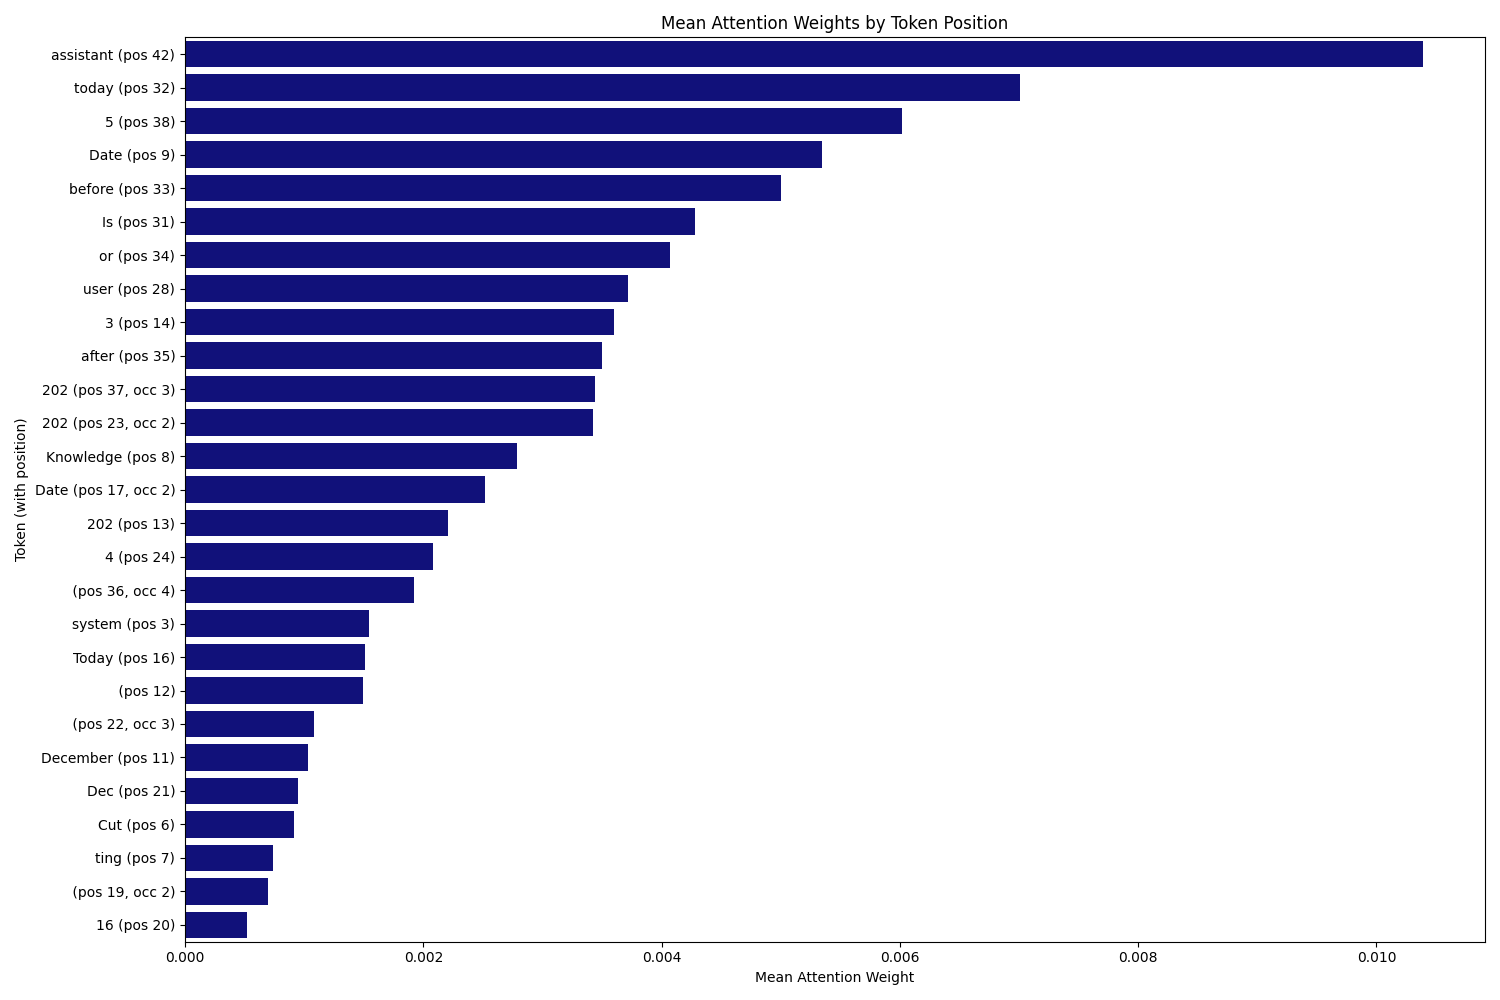 Mean Attention Weights by Token Position
Token (with position)
assistant (pos 42)
today (pos 32)
5 (pos 38)
Date (pos 9)
before (pos 33)
Is (pos 31)
or (pos 34)
user (pos 28)
3 (pos 14)
after (pos 35)
202 (pos 37, occ 3)
202 (pos 23, occ 2)
Knowledge (pos 8)
Date (pos 17, occ 2)
202 (pos 13)
4 (pos 24)
(pos 36, occ 4)
system (pos 3)
Today (pos 16)
(pos 12)
(pos 22, occ 3)
December (pos 11)
Dec (pos 21)
Cut (pos 6)
ting (pos 7)
(pos 19, occ 2)
16 (pos 20)
0.000 0.002 0.004 0.006 0.008 0.010
Mean Attention Weight